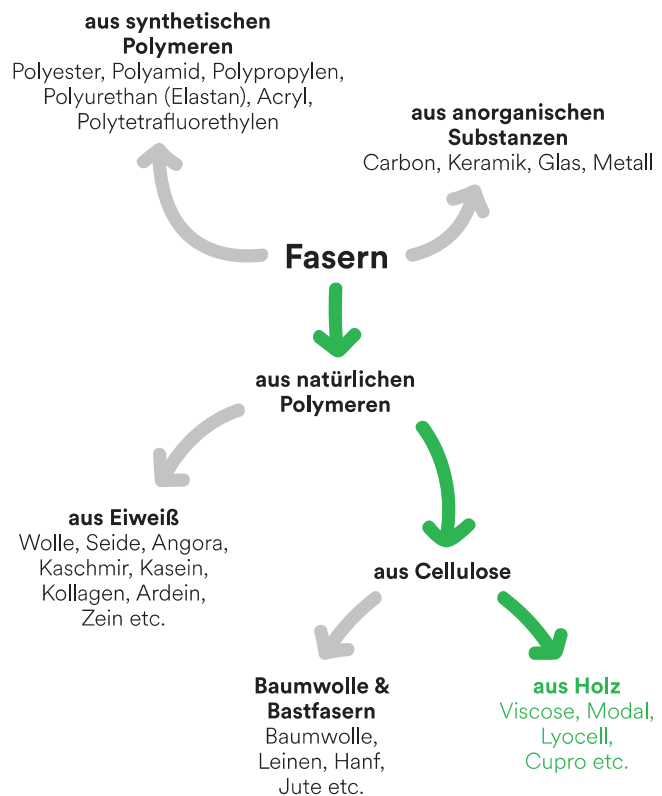 aus synthetischen
Polymeren
Polyester, Polyamid, Polypropylen,
Polyurethan (Elastan), Acryl,
Polytetrafluorethylen
aus anorganischen
Substanzen
Carbon, Keramik, Glas, Metall
Fasern
aus natürlichen
Polymeren
aus Eiweiß
Wolle, Seide, Angora,
Kaschmir, Kasein,
Kollagen, Ardein,
Zein etc.
aus Cellulose
Baumwolle &
Bastfasern
Baumwolle,
Leinen, Hanf,
Jute etc.
aus Holz
Viscose, Modal,
Lyocell,
Cupro etc.